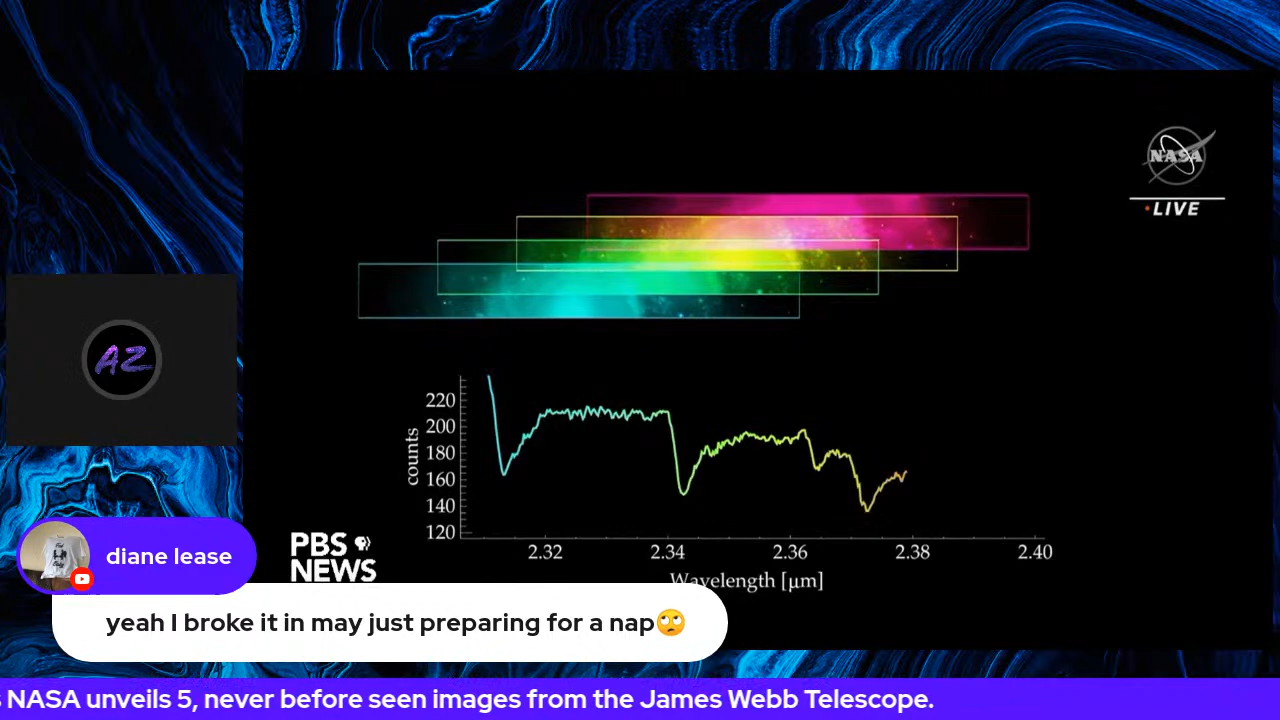 NASA
LIVE
AZ
220
200
180
160
140
120
counts
2.32 2.34 2.36 2.38 2.40
Wavelength [μm]
PBS
NEWS
diane lease
yeah I broke it in may just preparing for a nap🙄
s NASA unveils 5, never before seen images from the James Webb Telescope.